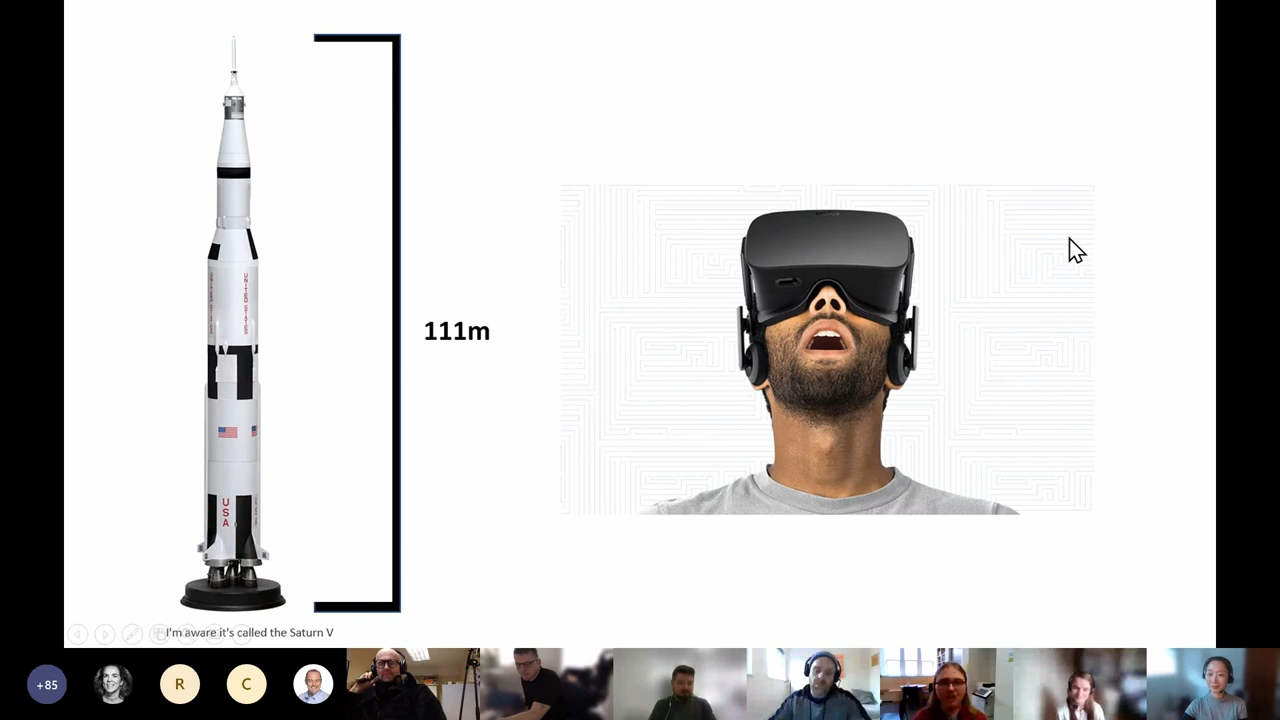 UNITED STATES
111m
USA
I'm aware it's called the Saturn V
+85
R
C